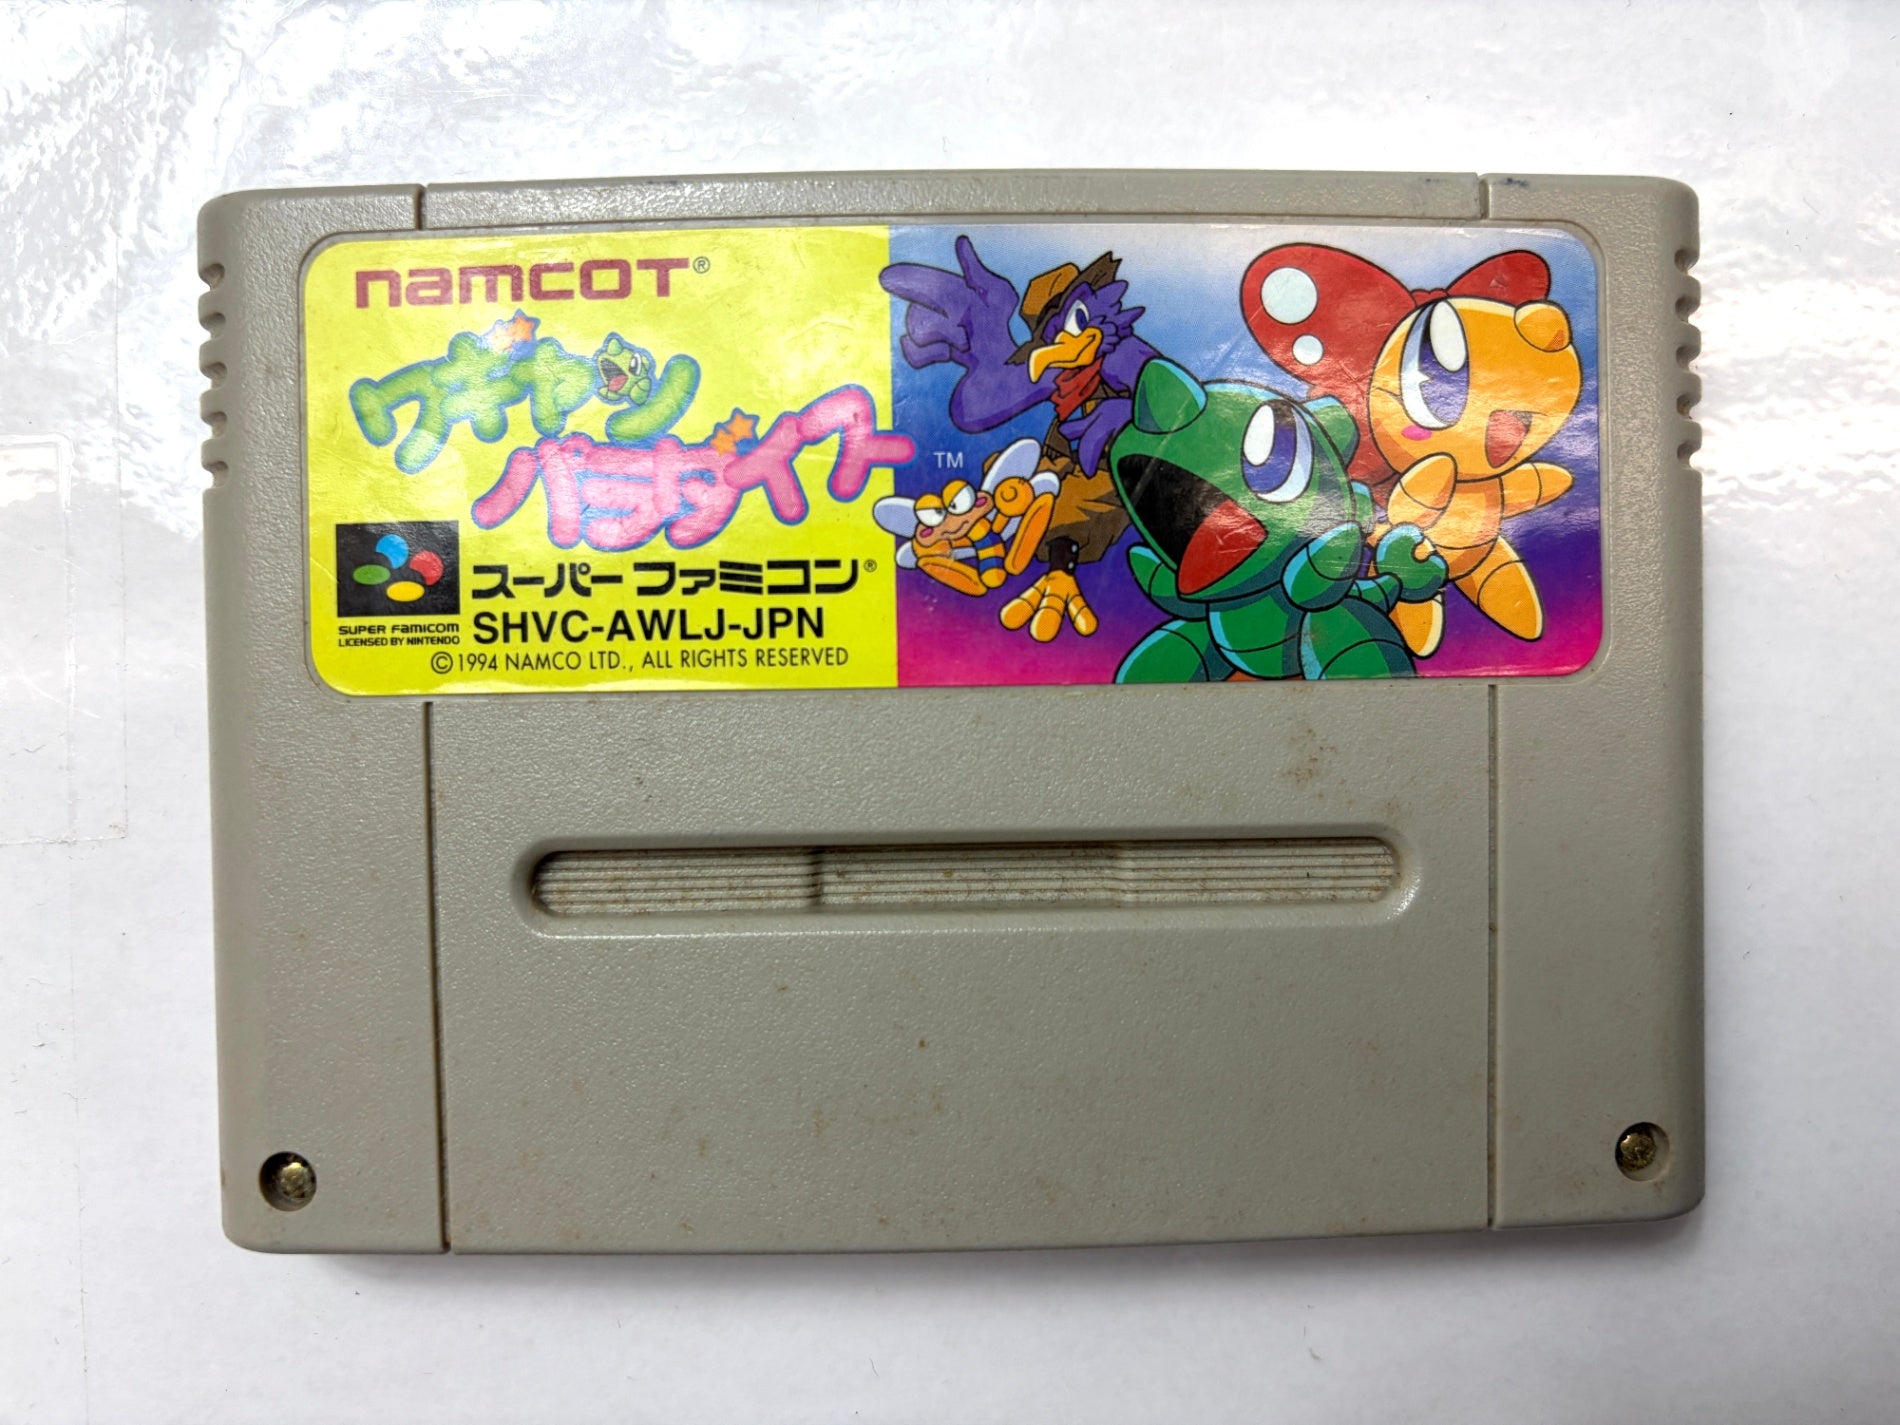 namcoT®
ワギャン
パラダイス
TM
スーパーファミコン®
SUPER FAMICOM
LICENSED BY NINTENDO
SHVC-AWLJ-JPN
©1994 NAMCO LTD., ALL RIGHTS RESERVED